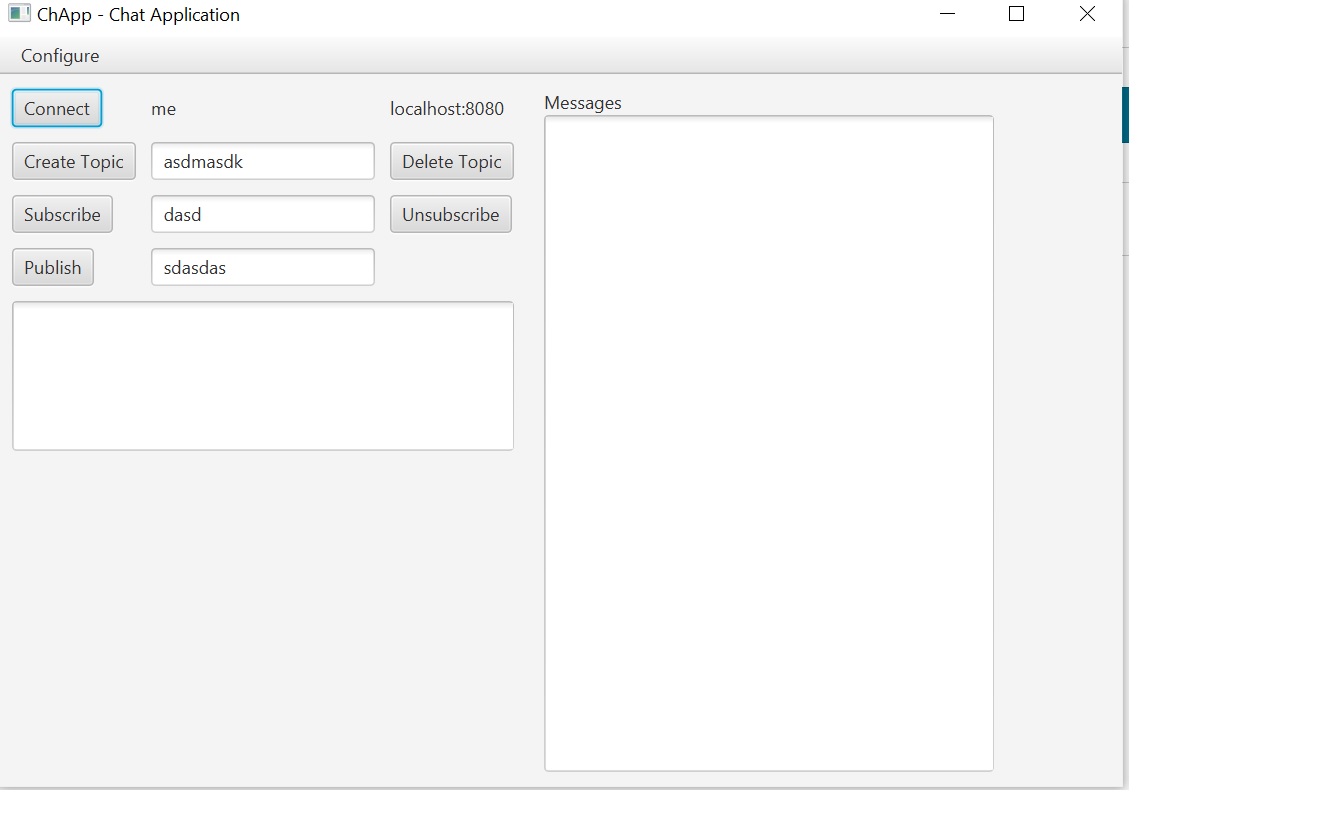 ChApp - Chat Application
Configure
Connect me localhost:8080
Create Topic asdmasdk Delete Topic
Subscribe dasd Unsubscribe
Publish sdasdas
Messages